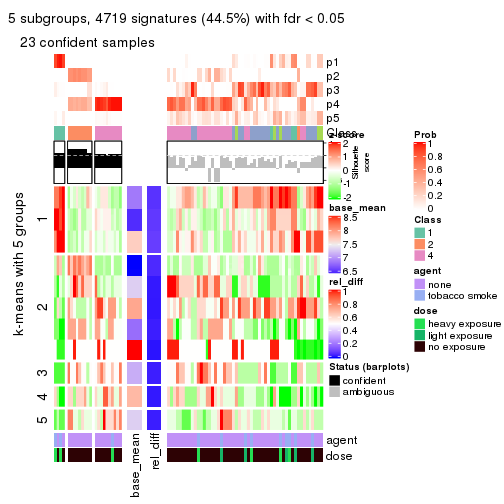 5 subgroups, 4719 signatures (44.5%) with fdr < 0.05
23 confident samples
p1
p2
p3
p4
p5
Class
z-score
2
1
0
-1
-2
Silhouette
score
Prob
1
0.8
0.6
0.4
0.2
0
Class
1
2
4
agent
none
tobacco smoke
dose
heavy exposure
light exposure
no exposure
base_mean
8.5
8
7.5
7
6.5
rel_diff
1
0.8
0.6
0.4
0.2
0
Status (barplots)
confident
ambiguous
k-means with 5 groups
1
2
3
4
5
base_mean
rel_diff
agent
dose